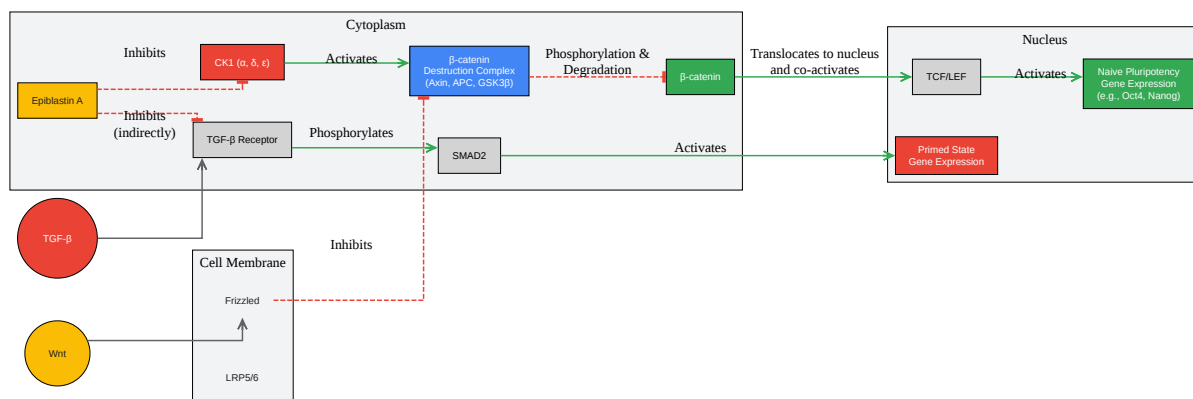 Cytoplasm
Nucleus
Inhibits
CK1 (α, δ, ε)
Activates
β-catenin
Destruction Complex
(Axin, APC, GSK3β)
Phosphorylation &
Degradation
β-catenin
Translocates to nucleus
and co-activates
TCF/LEF
Activates
Naive Pluripotency
Gene Expression
(e.g., Oct4, Nanog)
Epiblastin A
Inhibits
(indirectly)
TGF-β Receptor
Phosphorylates
SMAD2
Activates
Primed State
Gene Expression
TGF-β
Inhibits
Cell Membrane
Frizzled
Wnt
LRP5/6